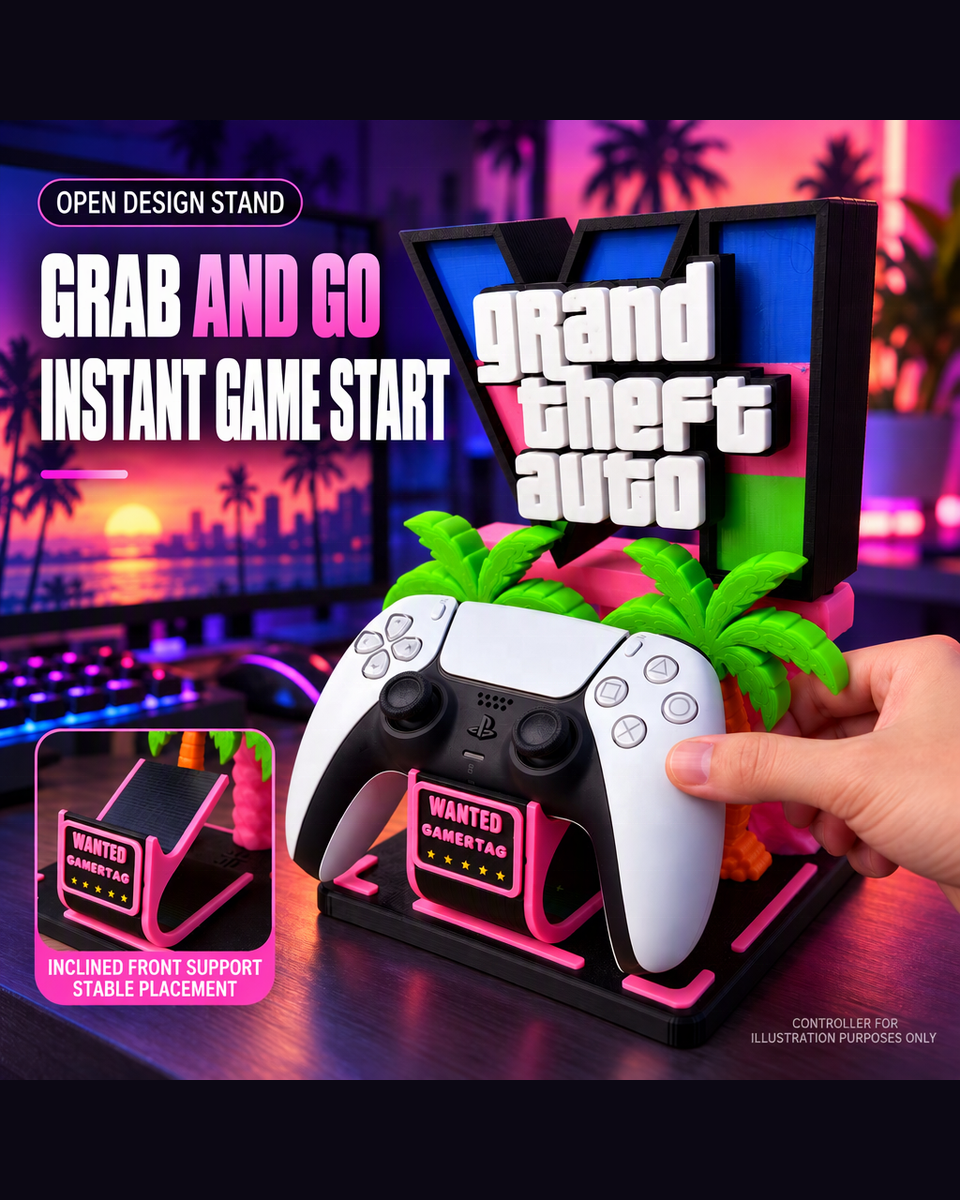 OPEN DESIGN STAND
GRAB AND GO
INSTANT GAME START
grand
theft
auto
VI
WANTED
GAMERTAG
WANTED
GAMERTAG
INCLINED FRONT SUPPORT
STABLE PLACEMENT
CONTROLLER FOR
ILLUSTRATION PURPOSES ONLY